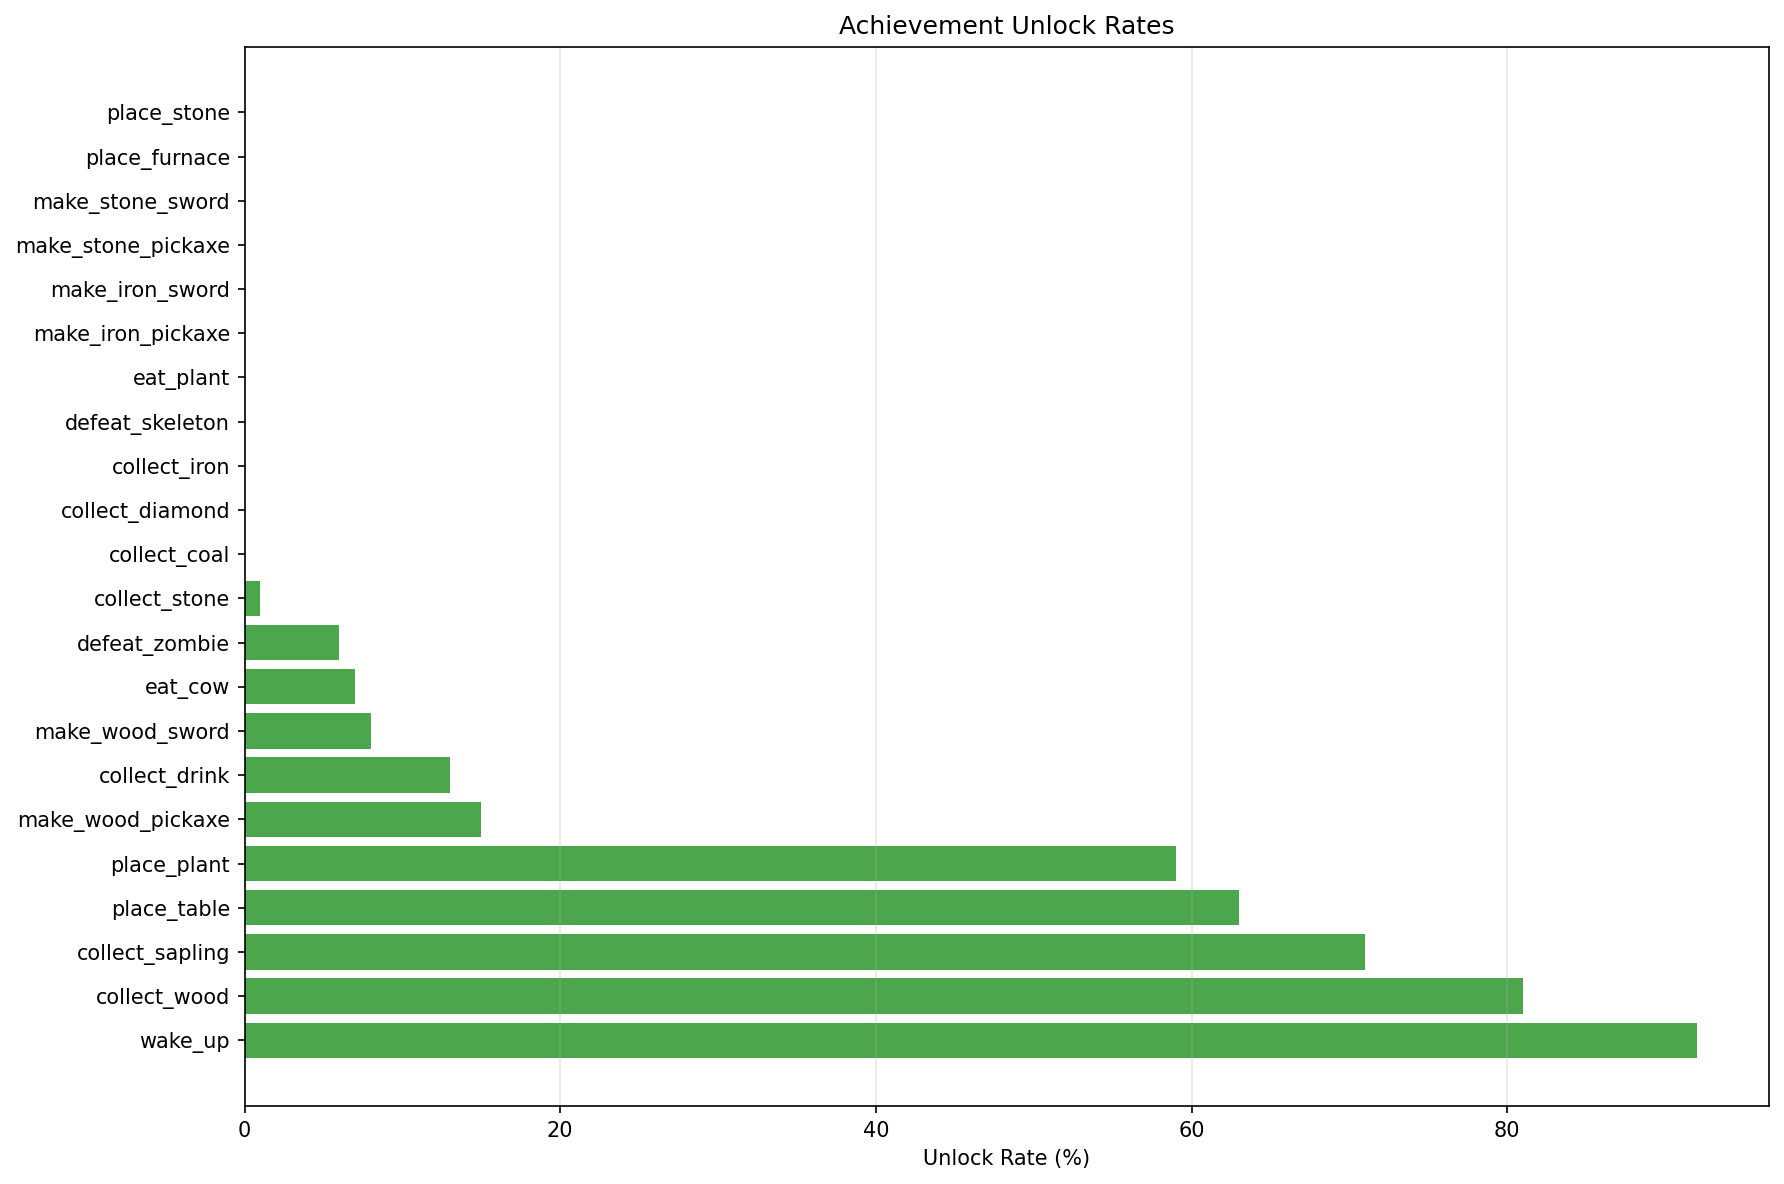 Achievement Unlock Rates
place_stone
place_furnace
make_stone_sword
make_stone_pickaxe
make_iron_sword
make_iron_pickaxe
eat_plant
defeat_skeleton
collect_iron
collect_diamond
collect_coal
collect_stone
defeat_zombie
eat_cow
make_wood_sword
collect_drink
make_wood_pickaxe
place_plant
place_table
collect_sapling
collect_wood
wake_up
0 20 40 60 80
Unlock Rate (%)